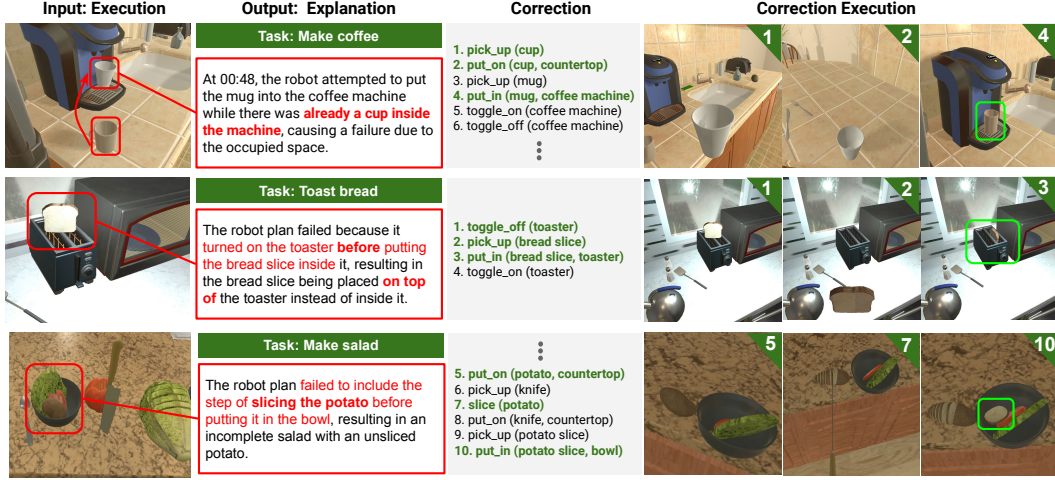 Input: Execution
Output: Explanation
Correction
Correction Execution
Task: Make coffee
At 00:48, the robot attempted to put
the mug into the coffee machine
while there was already a cup inside
the machine, causing a failure due to
the occupied space.
1. pick_up (cup)
2. put_on (cup, countertop)
3. pick_up (mug)
4. put_in (mug, coffee machine)
5. toggle_on (coffee machine)
6. toggle_off (coffee machine)
1
2
4
Task: Toast bread
The robot plan failed because it
turned on the toaster before putting
the bread slice inside it, resulting in
the bread slice being placed on top
of the toaster instead of inside it.
1. toggle_off (toaster)
2. pick_up (bread slice)
3. put_in (bread slice, toaster)
4. toggle_on (toaster)
1
2
3
Task: Make salad
The robot plan failed to include the
step of slicing the potato before
putting it in the bowl, resulting in an
incomplete salad with an unsliced
potato.
5. put_on (potato, countertop)
6. pick_up (knife)
7. slice (potato)
8. put_on (knife, countertop)
9. pick_up (potato slice)
10. put_in (potato slice, bowl)
5
7
10